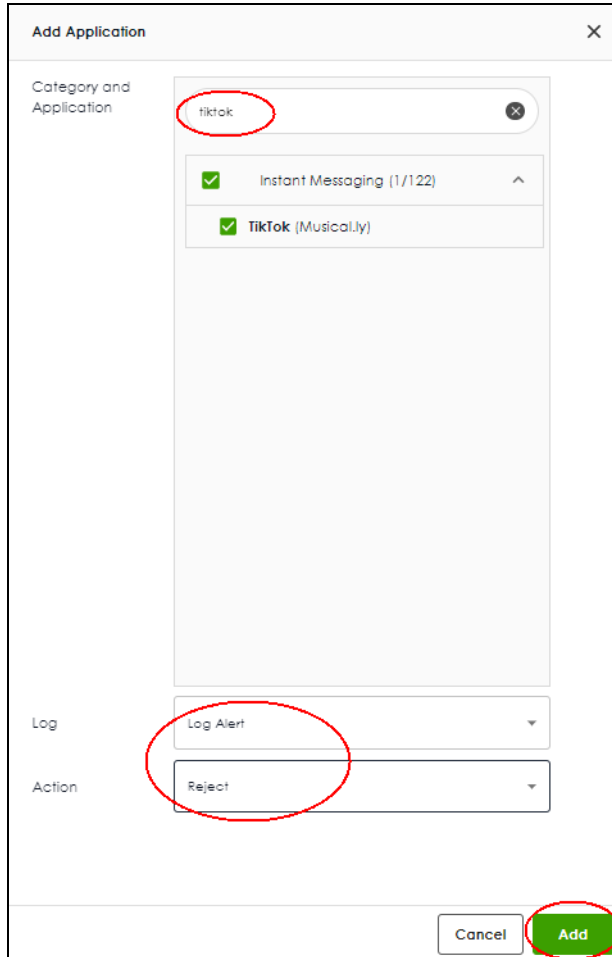 Add Application
Category and
Application
tiktok
Instant Messaging (1/122)
TikTok (Musical.ly)
Log
Log Alert
Action
Reject
Cancel
Add